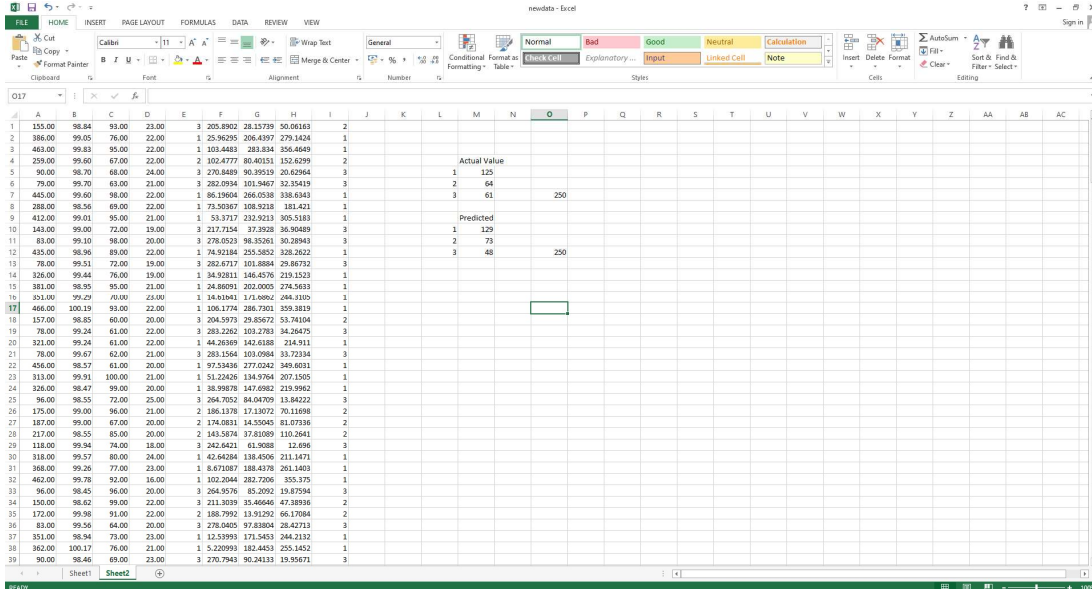 newdata - Excel
Sign in
FILE HOME INSERT PAGE LAYOUT FORMULAS DATA REVIEW VIEW
Cut Calibri 11 Wrap Text General Normal Bad Good Neutral Calculation AutoSum
Copy Fill
Paste Format Painter B I U Merge & Center Conditional Formatting Format as Table Check Cell Explanatory ... Input Linked Cell Note Insert Delete Format Clear Sort & Filter Find & Select
Clipboard Font Alignment Number Styles Cells Editing
O17 fx
A B C D E F G H I J K L M N O P Q R S T U V W X Y Z AA AB AC
1 155.00 98.84 93.00 23.00 3 205.8902 28.15739 50.06163 2
2 386.00 99.05 76.00 22.00 1 25.96295 206.4397 279.1424 1
3 463.00 99.83 95.00 22.00 1 103.4483 283.834 356.4649 1
4 259.00 99.60 67.00 22.00 2 102.4777 80.40151 152.6299 2 Actual Value
5 90.00 98.70 68.00 24.00 3 270.8489 90.39519 20.62964 3 1 125
6 79.00 99.70 63.00 21.00 3 282.0934 101.9467 32.35419 3 2 64
7 445.00 99.60 98.00 22.00 1 86.19604 266.0538 338.6343 1 3 61 250
8 288.00 98.56 69.00 22.00 1 73.50367 108.9218 181.421 1
9 412.00 99.01 95.00 21.00 1 53.3717 232.9213 305.5183 1 Predicted
10 143.00 99.00 72.00 19.00 3 217.7154 37.3928 36.90489 3 1 129
11 83.00 99.10 98.00 20.00 3 278.0523 98.35261 30.28943 3 2 73
12 435.00 98.96 89.00 22.00 1 74.92184 255.5852 328.2622 1 3 48 250
13 78.00 99.51 72.00 19.00 3 282.6717 101.8884 29.86732 3
14 326.00 99.44 76.00 19.00 1 34.92811 146.4576 219.1523 1
15 381.00 98.95 95.00 21.00 1 24.86091 202.0005 274.5633 1
16 351.00 99.29 70.00 23.00 1 14.61641 171.6862 244.3105 1
17 466.00 100.19 93.00 22.00 1 106.1774 286.7301 359.3819 1
18 157.00 98.85 60.00 20.00 3 204.5973 29.85672 53.74104 2
19 78.00 99.24 61.00 22.00 3 283.2262 103.2783 34.26475 3
20 321.00 99.24 61.00 22.00 1 44.26369 142.6188 214.911 1
21 78.00 99.67 62.00 21.00 3 283.1564 103.0984 33.72334 3
22 456.00 98.57 61.00 20.00 1 97.53436 277.0242 349.6031 1
23 313.00 99.91 100.00 21.00 1 51.22426 134.9764 207.1505 1
24 326.00 98.47 99.00 20.00 1 38.99878 147.6982 219.9962 1
25 96.00 98.55 72.00 25.00 3 264.7052 84.04709 13.84222 3
26 175.00 99.00 96.00 21.00 2 186.1378 17.13072 70.11698 2
27 187.00 99.00 67.00 20.00 2 174.0831 14.55045 81.07336 2
28 217.00 98.55 85.00 20.00 2 143.5874 37.81089 110.2641 2
29 118.00 99.94 74.00 18.00 3 242.6421 61.9088 12.696 3
30 318.00 99.57 80.00 24.00 1 42.64284 138.4506 211.1471 1
31 368.00 99.26 77.00 23.00 1 8.671087 188.4378 261.1403 1
32 462.00 99.78 92.00 16.00 1 102.2044 282.7206 355.375 1
33 96.00 98.45 96.00 20.00 3 264.9576 85.2092 19.87594 3
34 150.00 98.62 99.00 22.00 3 211.3039 35.46646 47.38936 2
35 172.00 99.98 91.00 22.00 2 188.7992 13.91292 66.17084 2
36 83.00 99.56 64.00 20.00 3 278.0405 97.83804 28.42713 3
37 351.00 98.94 73.00 23.00 1 12.53993 171.5453 244.2132 1
38 362.00 100.17 76.00 21.00 1 5.220993 182.4453 255.1452 1
39 90.00 98.46 69.00 23.00 3 270.7943 90.24133 19.95671 3
Sheet1 Sheet2
READY